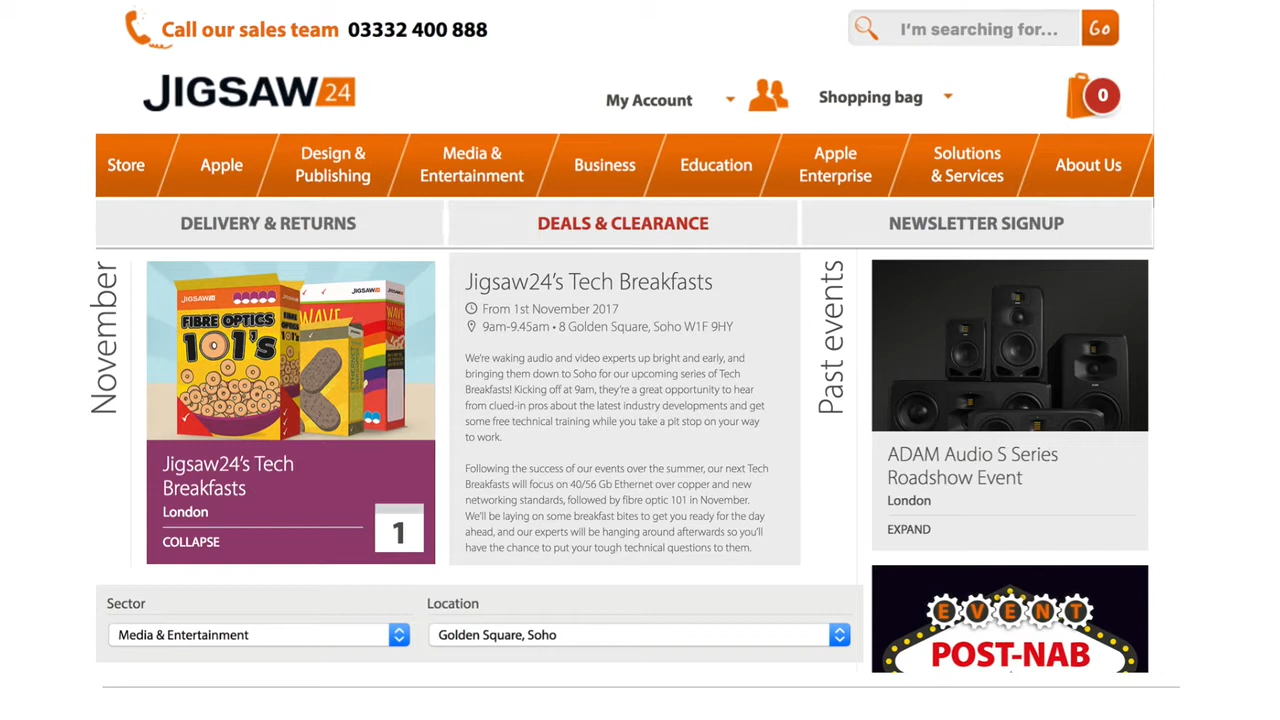 Call our sales team 03332 400 888
I'm searching for...
Go
JIGSAW24
My Account
Shopping bag
0
Store
Apple
Design &
Publishing
Media &
Entertainment
Business
Education
Apple
Enterprise
Solutions
& Services
About Us
DELIVERY & RETURNS
DEALS & CLEARANCE
NEWSLETTER SIGNUP
November
JIGSAW24
FIBRE OPTICS
101's
JIGSAW24
WAVE
K
Jigsaw24's Tech
Breakfasts
London
COLLAPSE
1
Jigsaw24's Tech Breakfasts
From 1st November 2017
9am-9.45am • 8 Golden Square, Soho W1F 9HY
We're waking audio and video experts up bright and early, and
bringing them down to Soho for our upcoming series of Tech
Breakfasts! Kicking off at 9am, they're a great opportunity to hear
from clued-in pros about the latest industry developments and get
some free technical training while you take a pit stop on your way
to work.
Following the success of our events over the summer, our next Tech
Breakfasts will focus on 40/56 Gb Ethernet over copper and new
networking standards, followed by fibre optic 101 in November.
We'll be laying on some breakfast bites to get you ready for the day
ahead, and our experts will be hanging around afterwards so you'll
have the chance to put your tough technical questions to them.
Past events
ADAM Audio S Series
Roadshow Event
London
EXPAND
EVENT
POST-NAB
Sector
Media & Entertainment
Location
Golden Square, Soho